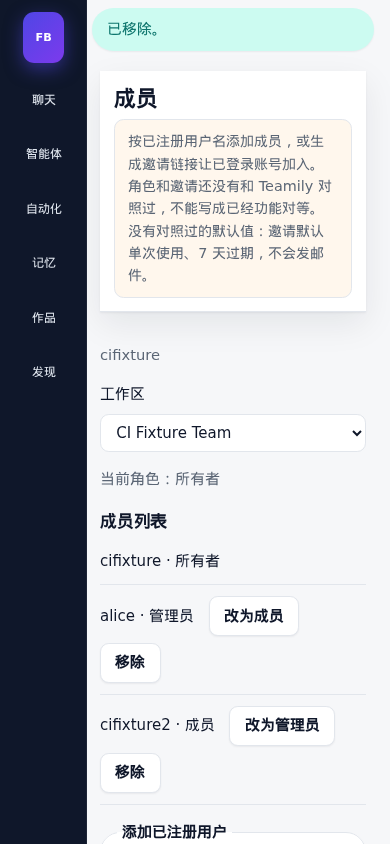 FB
聊天
智能体
自动化
记忆
作品
发现
已移除。
成员
按已注册用户名添加成员，或生
成邀请链接让已登录账号加入。
角色和邀请还没有和 Teamily 对
照过，不能写成已经功能对等。
没有对照过的默认值：邀请默认
单次使用、7 天过期，不会发邮
件。
cifixture
工作区
CI Fixture Team
当前角色：所有者
成员列表
cifixture · 所有者
alice · 管理员 改为成员
移除
cifixture2 · 成员 改为管理员
移除
添加已注册用户